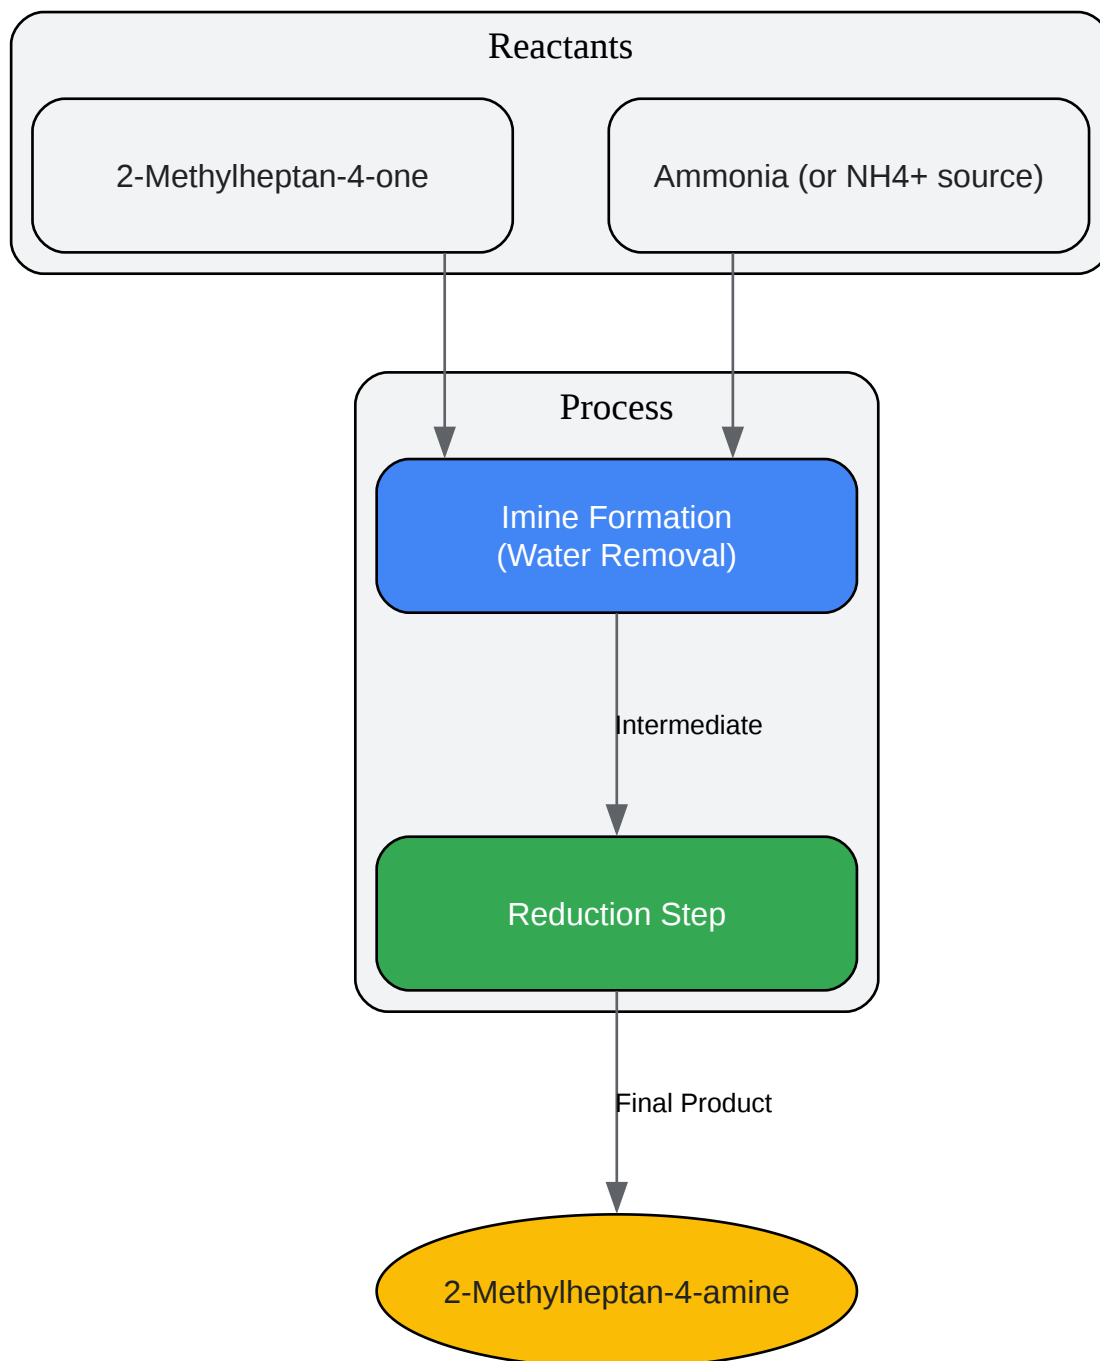 Reactants
2-Methylheptan-4-one
Ammonia (or NH4+ source)
Process
Imine Formation
(Water Removal)
Intermediate
Reduction Step
Final Product
2-Methylheptan-4-amine